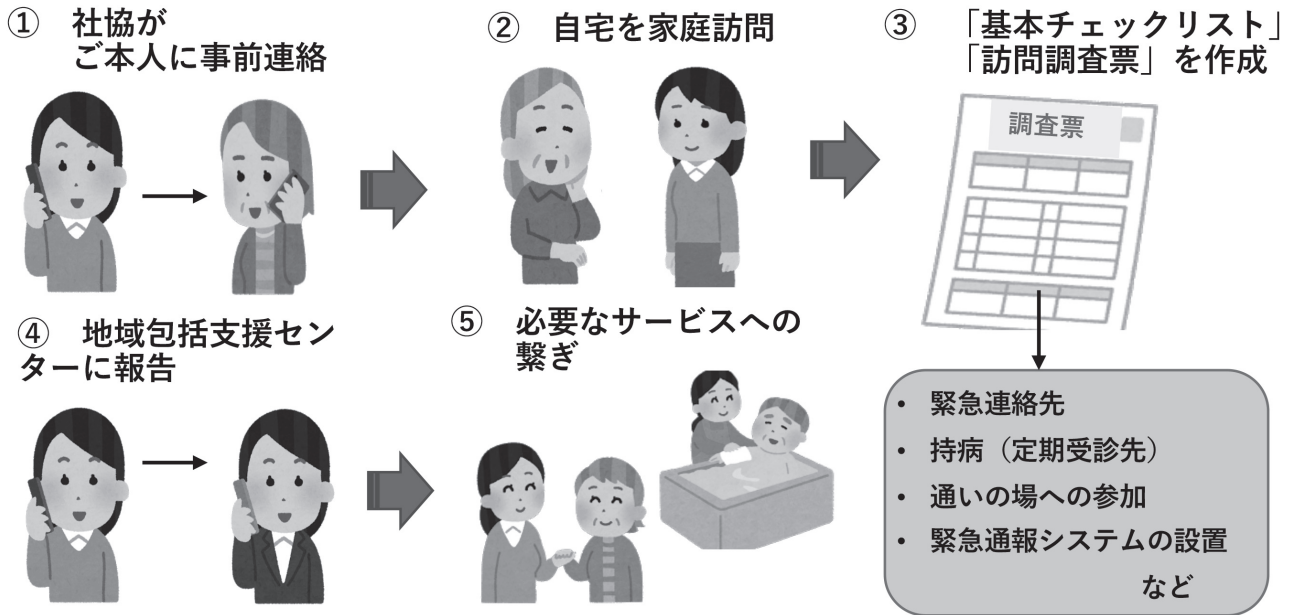 ① 社協が
ご本人に事前連絡
② 自宅を家庭訪問
③ 「基本チェックリスト」
「訪問調査票」を作成
調査票
④ 地域包括支援セン
ターに報告
⑤ 必要なサービスへの
繋ぎ
• 緊急連絡先
• 持病（定期受診先）
• 通いの場への参加
• 緊急通報システムの設置
など